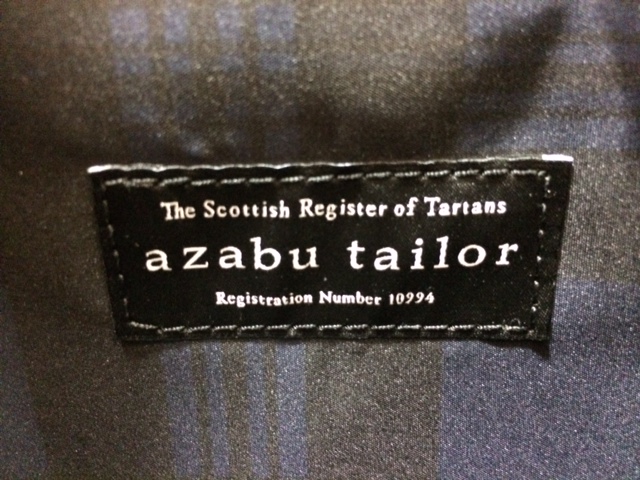 The Scottish Register of Tartans
azabu tailor
Registration Number 10994